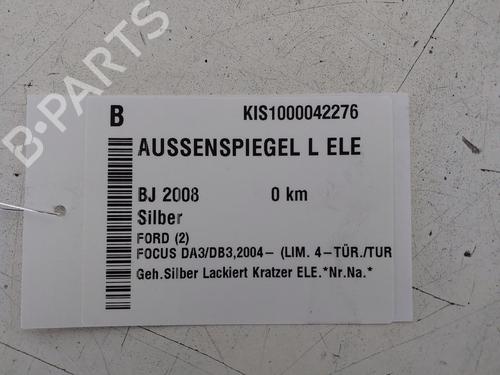 B-PARTS
B KIS1000042276
AUSSENSPIEGEL L ELE
BJ 2008 0 km
Silber
FORD (2)
FOCUS DA3/DB3,2004– (LIM. 4–TÜR./TUR
Geh.Silber Lackiert Kratzer ELE.*Nr.Na.*